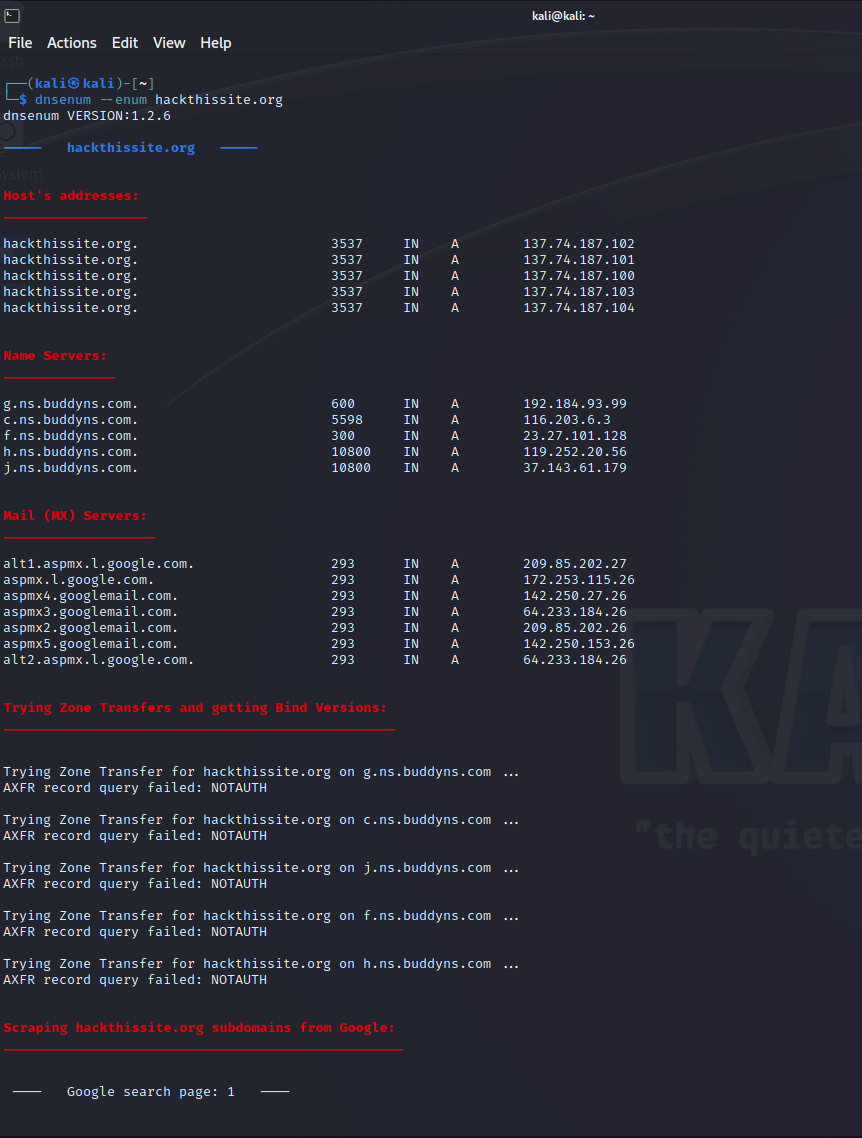 kali@kali: ~
File Actions Edit View Help
┌──(kali㉿kali)-[~]
└─$ dnsenum --enum hackthissite.org
dnsenum VERSION:1.2.6
----- hackthissite.org -----
Host's addresses:
__________________
hackthissite.org. 3537 IN A 137.74.187.102
hackthissite.org. 3537 IN A 137.74.187.101
hackthissite.org. 3537 IN A 137.74.187.100
hackthissite.org. 3537 IN A 137.74.187.103
hackthissite.org. 3537 IN A 137.74.187.104
Name Servers:
______________
g.ns.buddyns.com. 600 IN A 192.184.93.99
c.ns.buddyns.com. 5598 IN A 116.203.6.3
f.ns.buddyns.com. 300 IN A 23.27.101.128
h.ns.buddyns.com. 10800 IN A 119.252.20.56
j.ns.buddyns.com. 10800 IN A 37.143.61.179
Mail (MX) Servers:
___________________
alt1.aspmx.l.google.com. 293 IN A 209.85.202.27
aspmx.l.google.com. 293 IN A 172.253.115.26
aspmx4.googlemail.com. 293 IN A 142.250.27.26
aspmx3.googlemail.com. 293 IN A 64.233.184.26
aspmx2.googlemail.com. 293 IN A 209.85.202.26
aspmx5.googlemail.com. 293 IN A 142.250.153.26
alt2.aspmx.l.google.com. 293 IN A 64.233.184.26
Trying Zone Transfers and getting Bind Versions:
_________________________________________________
Trying Zone Transfer for hackthissite.org on g.ns.buddyns.com ...
AXFR record query failed: NOTAUTH
Trying Zone Transfer for hackthissite.org on c.ns.buddyns.com ...
AXFR record query failed: NOTAUTH
Trying Zone Transfer for hackthissite.org on j.ns.buddyns.com ...
AXFR record query failed: NOTAUTH
Trying Zone Transfer for hackthissite.org on f.ns.buddyns.com ...
AXFR record query failed: NOTAUTH
Trying Zone Transfer for hackthissite.org on h.ns.buddyns.com ...
AXFR record query failed: NOTAUTH
Scraping hackthissite.org subdomains from Google:
__________________________________________________
---- Google search page: 1 ----
KA
"the quiete